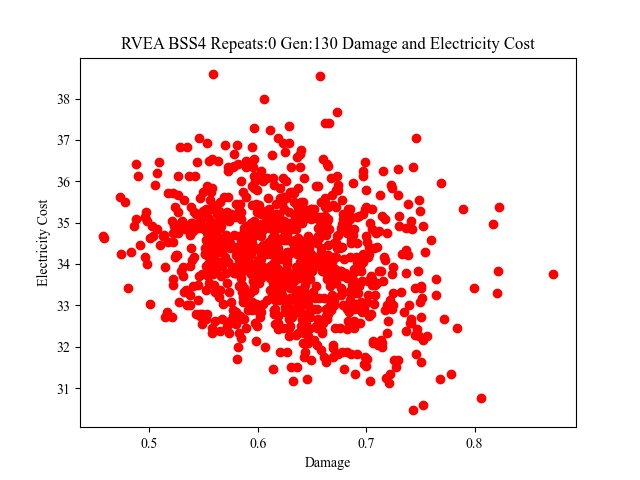 RVEA BSS4 Repeats:0 Gen:130 Damage and Electricity Cost
38
37
36
35
34
33
32
31
Electricity Cost
0.5 0.6 0.7 0.8
Damage